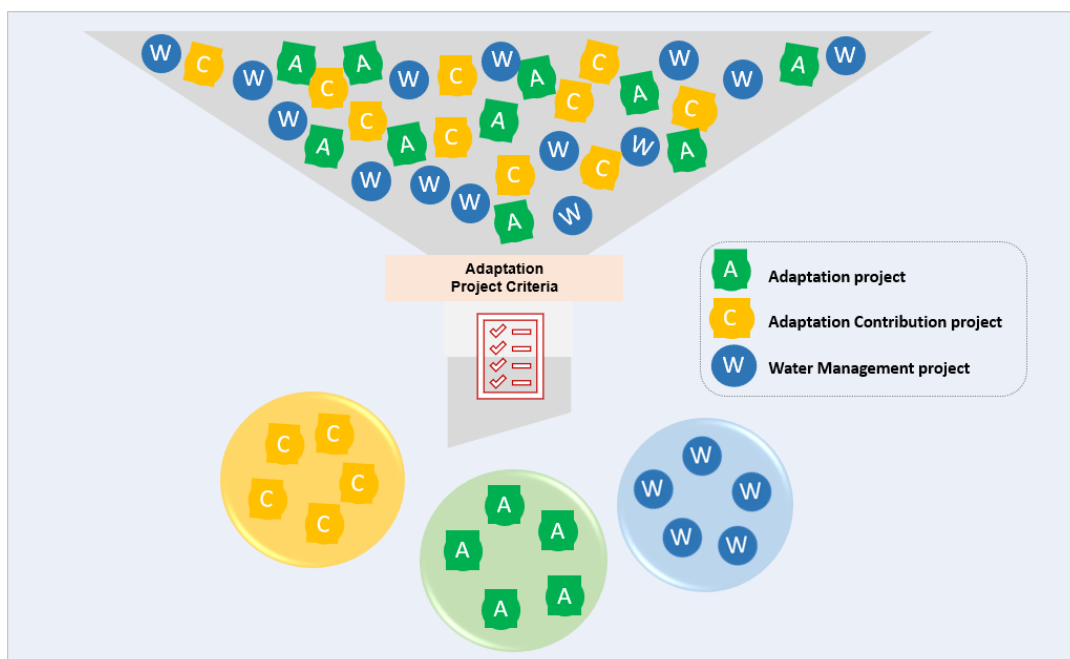 W C W A A C W C W A C C A W C W A W
W A C A C A W C W C W A
W W W C A W
Adaptation
Project Criteria
A Adaptation project
C Adaptation Contribution project
W Water Management project
C C C C C
A A A A A
W W W W W